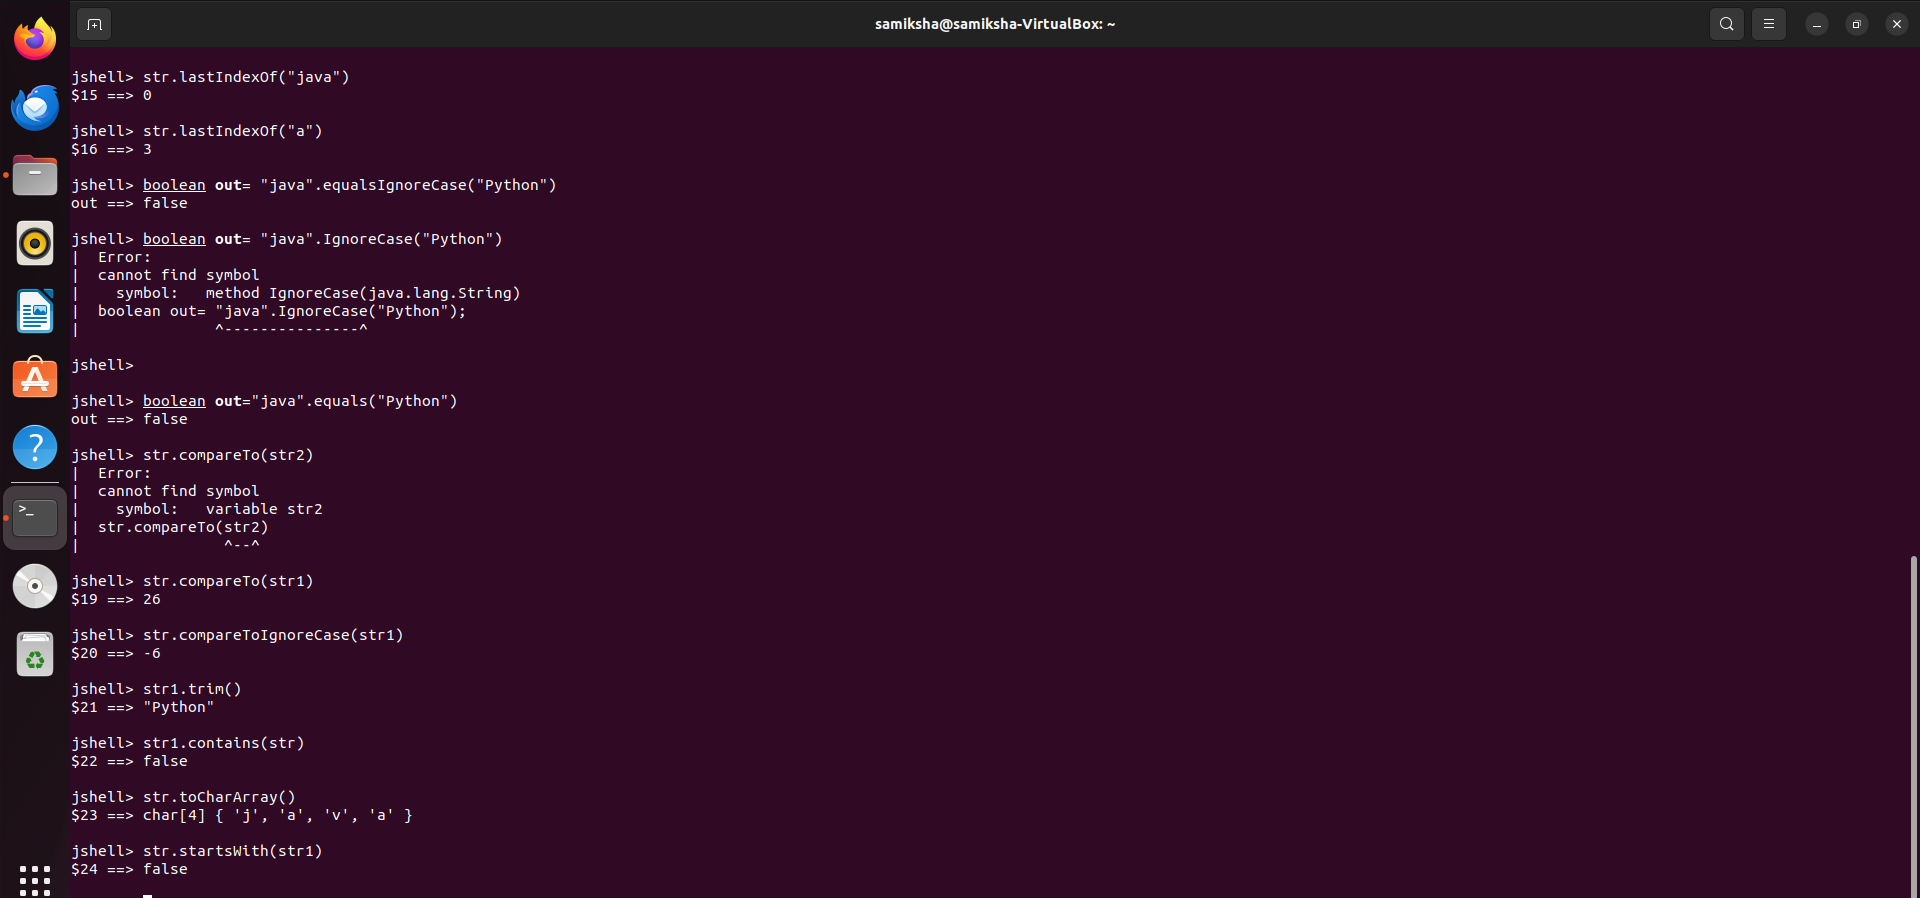 samiksha@samiksha-VirtualBox: ~
jshell> str.lastIndexOf("java")
$15 ==> 0
jshell> str.lastIndexOf("a")
$16 ==> 3
jshell> boolean out= "java".equalsIgnoreCase("Python")
out ==> false
jshell> boolean out= "java".IgnoreCase("Python")
|  Error:
|  cannot find symbol
|    symbol:   method IgnoreCase(java.lang.String)
|  boolean out= "java".IgnoreCase("Python");
|               ^---------------^
jshell>
jshell> boolean out="java".equals("Python")
out ==> false
jshell> str.compareTo(str2)
|  Error:
|  cannot find symbol
|    symbol:   variable str2
|  str.compareTo(str2)
|                ^--^
jshell> str.compareTo(str1)
$19 ==> 26
jshell> str.compareToIgnoreCase(str1)
$20 ==> -6
jshell> str1.trim()
$21 ==> "Python"
jshell> str1.contains(str)
$22 ==> false
jshell> str.toCharArray()
$23 ==> char[4] { 'j', 'a', 'v', 'a' }
jshell> str.startsWith(str1)
$24 ==> false